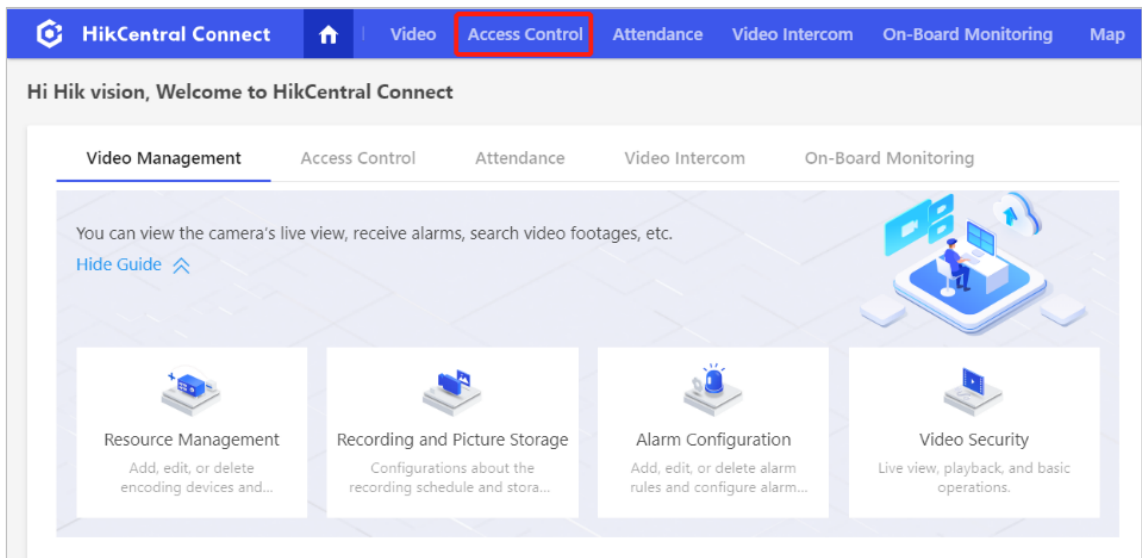 HikCentral Connect Video Access Control Attendance Video Intercom On-Board Monitoring Map
Hi Hik vision, Welcome to HikCentral Connect
Video Management Access Control Attendance Video Intercom On-Board Monitoring
You can view the camera's live view, receive alarms, search video footages, etc.
Hide Guide
Resource Management
Add, edit, or delete
encoding devices and...
Recording and Picture Storage
Configurations about the
recording schedule and stora...
Alarm Configuration
Add, edit, or delete alarm
rules and configure alarm...
Video Security
Live view, playback, and basic
operations.